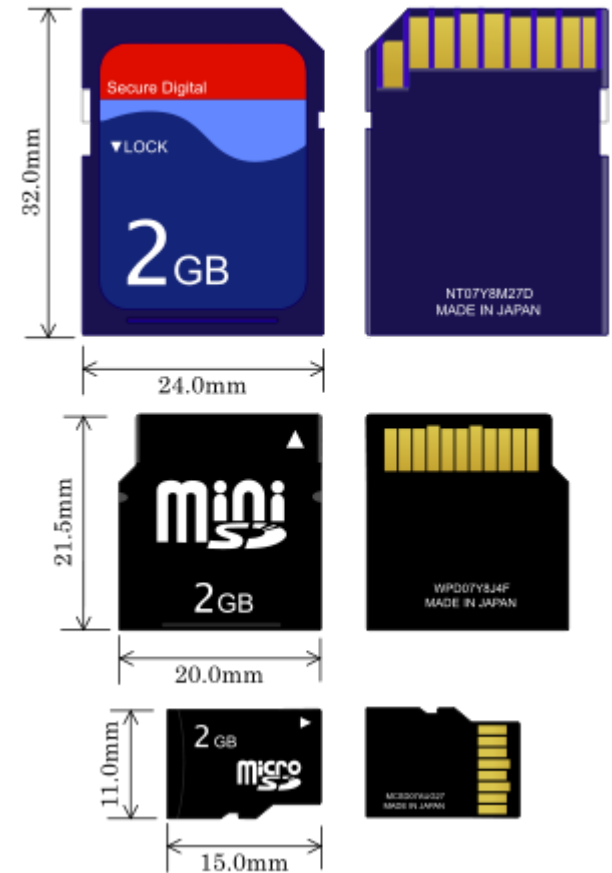 32.0mm
Secure Digital
▼LOCK
2GB
NT07Y8M27D
MADE IN JAPAN
24.0mm
21.5mm
mini
SD
2GB
WPD07Y8J4F
MADE IN JAPAN
20.0mm
11.0mm
2GB
micro
SD
MADE IN JAPAN
15.0mm